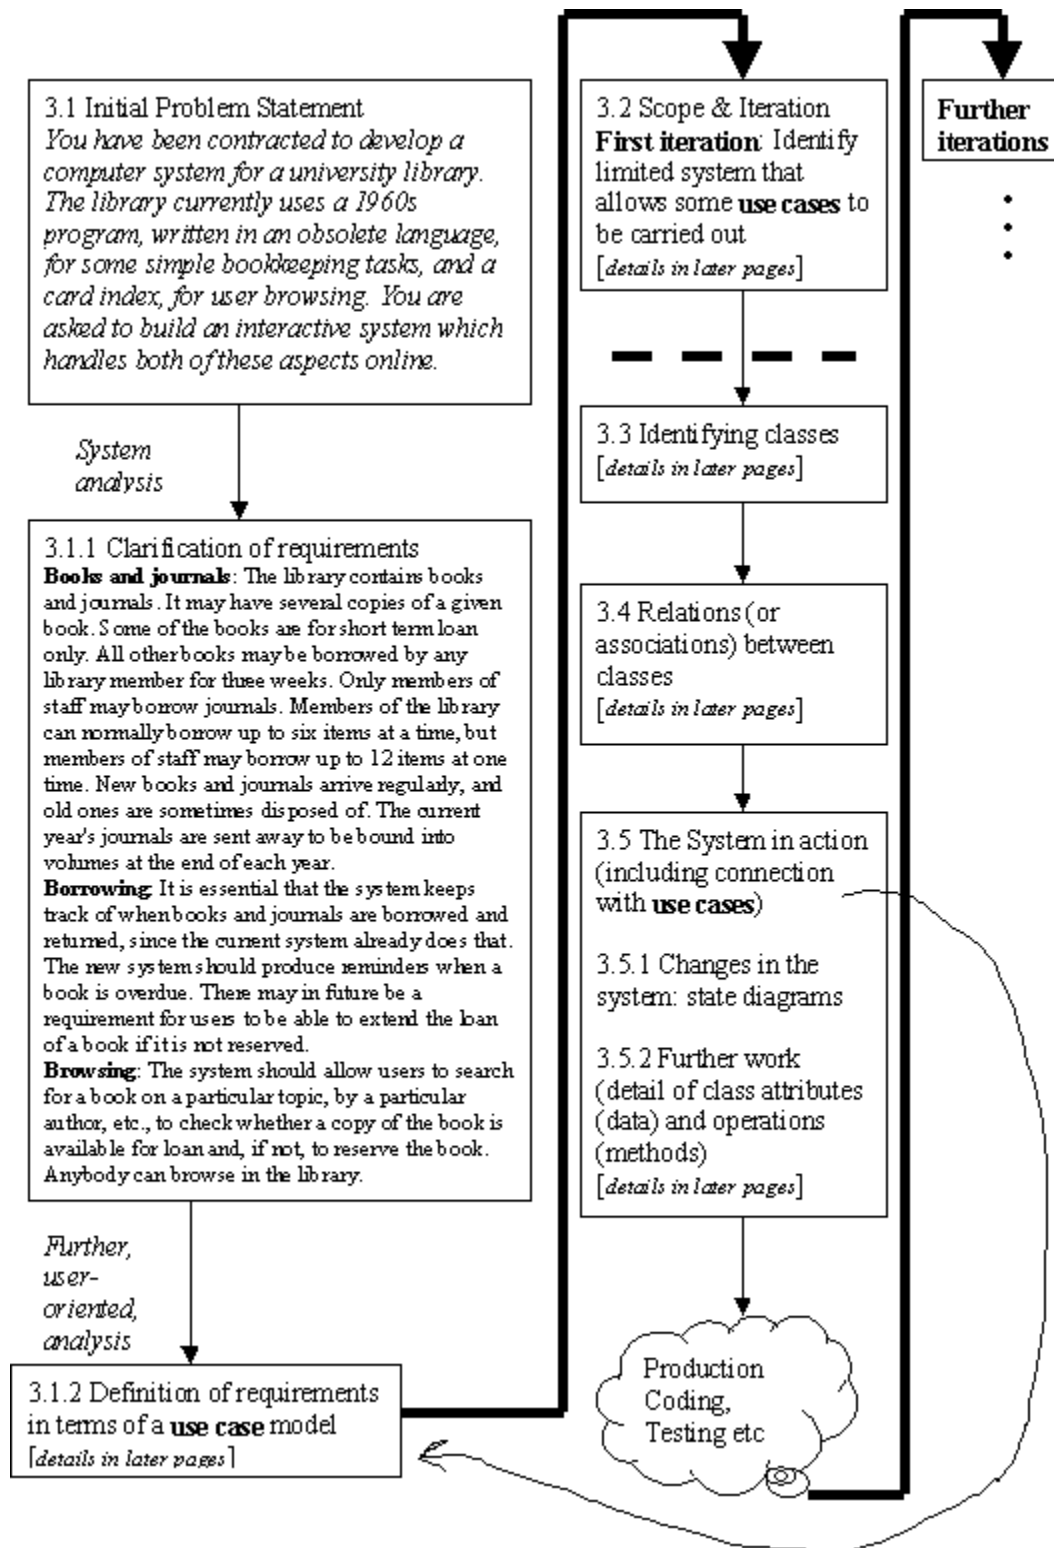 3.1 Initial Problem Statement
You have been contracted to develop a
computer system for a university library.
The library currently uses a 1960s
program, written in an obsolete language,
for some simple bookkeeping tasks, and a
card index, for user browsing. You are
asked to build an interactive system which
handles both of these aspects online.
System
analysis
3.1.1 Clarification of requirements
Books and journals: The library contains books
and journals. It may have several copies of a given
book. Some of the books are for short term loan
only. All other books may be borrowed by any
library member for three weeks. Only members of
staff may borrow journals. Members of the library
can normally borrow up to six items at a time, but
members of staff may borrow up to 12 items at one
time. New books and journals arrive regularly, and
old ones are sometimes disposed of. The current
year's journals are sent away to be bound into
volumes at the end of each year.
Borrowing: It is essential that the system keeps
track of when books and journals are borrowed and
returned, since the current system already does that.
The new system should produce reminders when a
book is overdue. There may in future be a
requirement for users to be able to extend the loan
of a book if it is not reserved.
Browsing: The system should allow users to search
for a book on a particular topic, by a particular
author, etc., to check whether a copy of the book is
available for loan and, if not, to reserve the book.
Anybody can browse in the library.
Further,
user-
oriented,
analysis
3.1.2 Definition of requirements
in terms of a use case model
[details in later pages]
3.2 Scope & Iteration
First iteration: Identify
limited system that
allows some use cases to
be carried out
[details in later pages]
3.3 Identifying classes
[details in later pages]
3.4 Relations (or
associations) between
classes
[details in later pages]
3.5 The System in action
(including connection
with use cases)
3.5.1 Changes in the
system: state diagrams
3.5.2 Further work
(detail of class attributes
(data) and operations
(methods)
[details in later pages]
Production
Coding,
Testing etc
Further
iterations